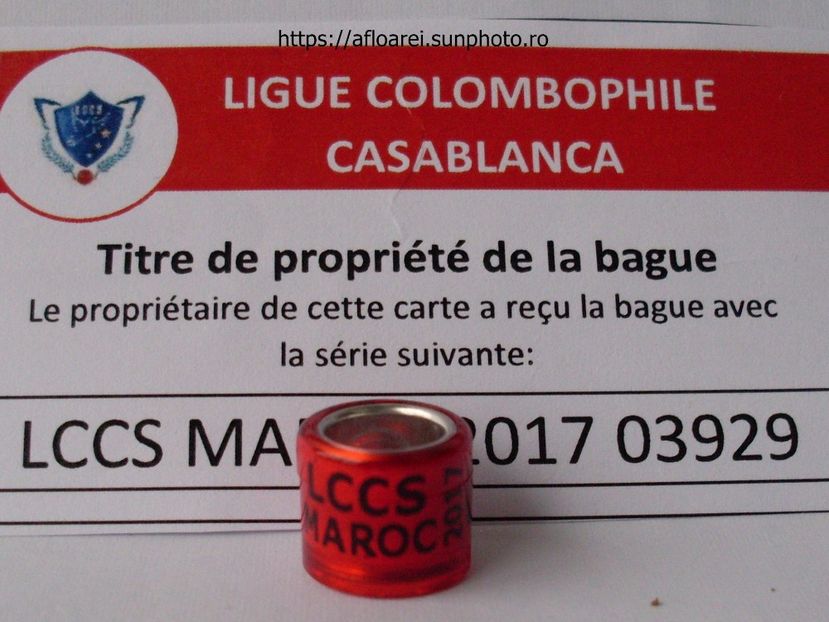 https://afloarei.sunphoto.ro
LCCS
LIGUE COLOMBOPHILE
CASABLANCA
Titre de propriété de la bague
Le propriétaire de cette carte a reçu la bague avec
la série suivante:
LCCS MA 2017 03929
LCCS
MAROC
2017